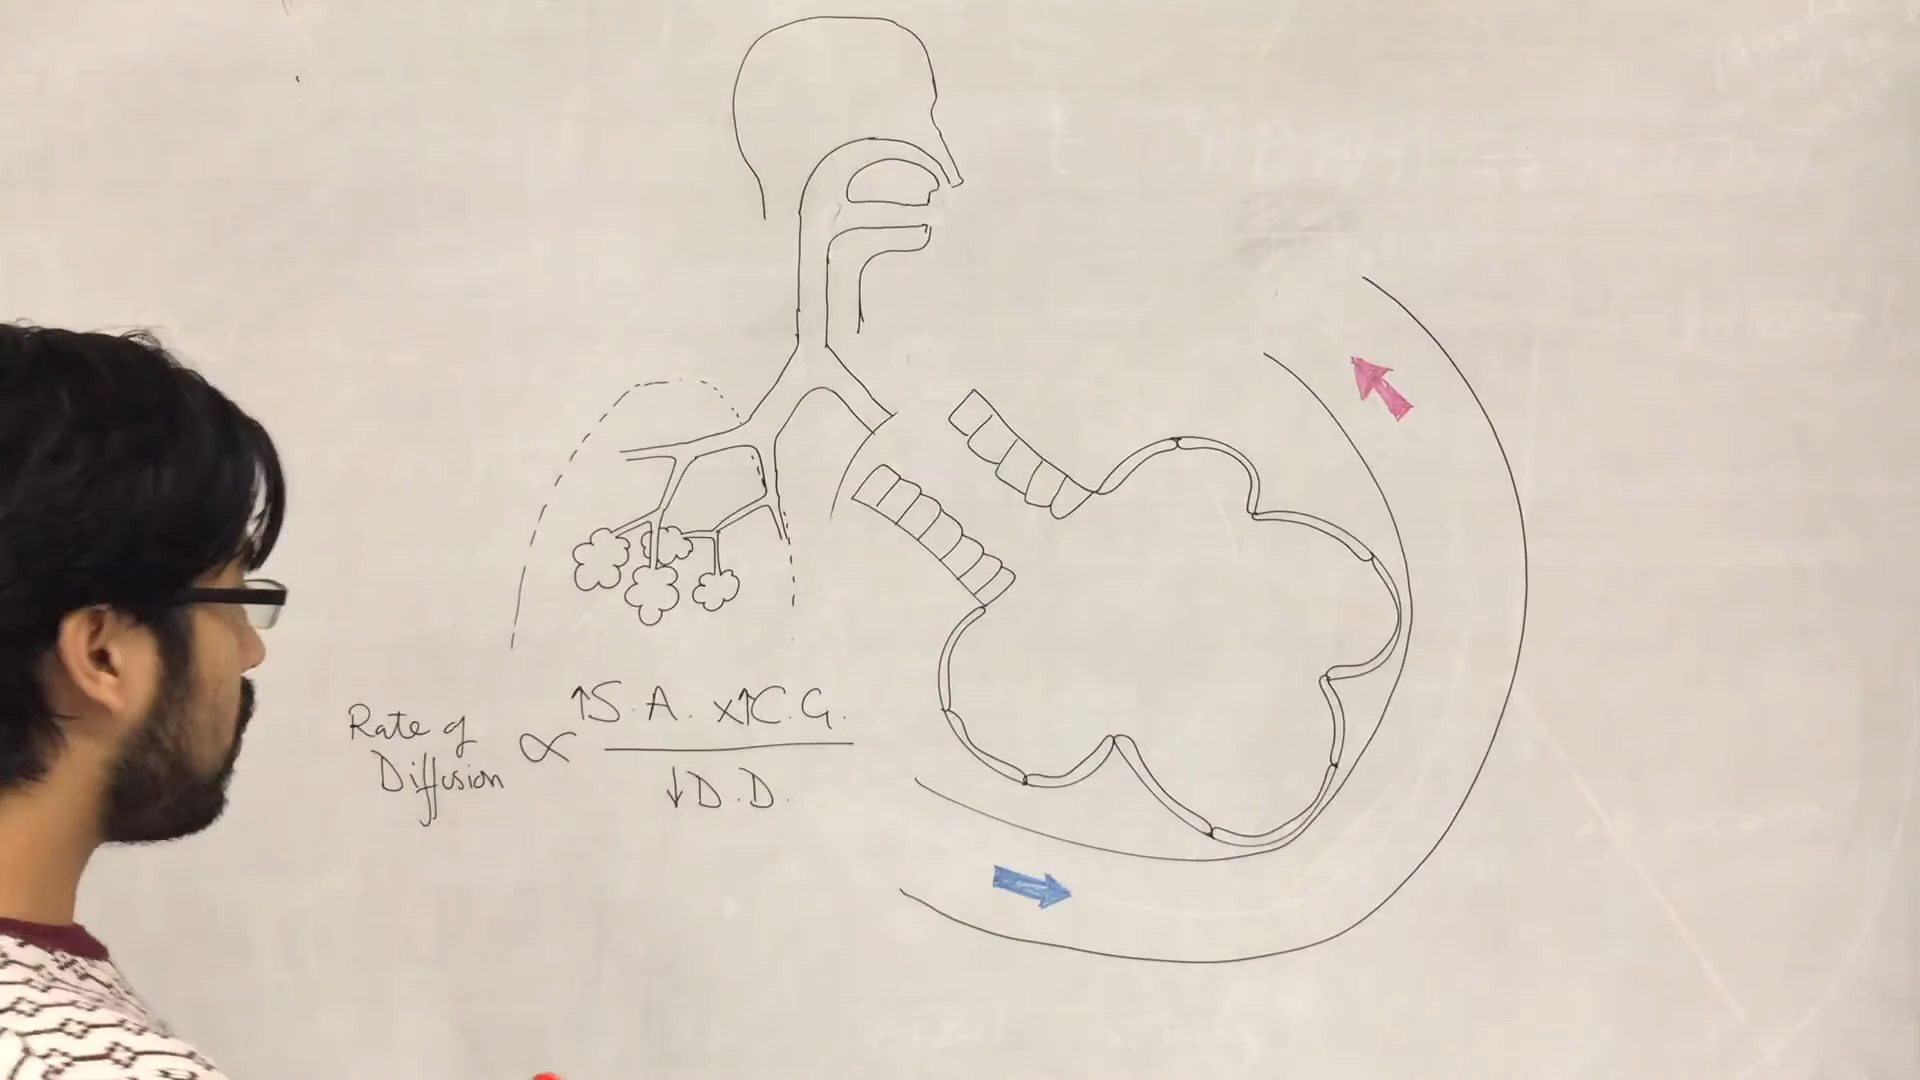 Rate of
Diffusion ∝
↑S.A. x↑C.G.
↓D.D.